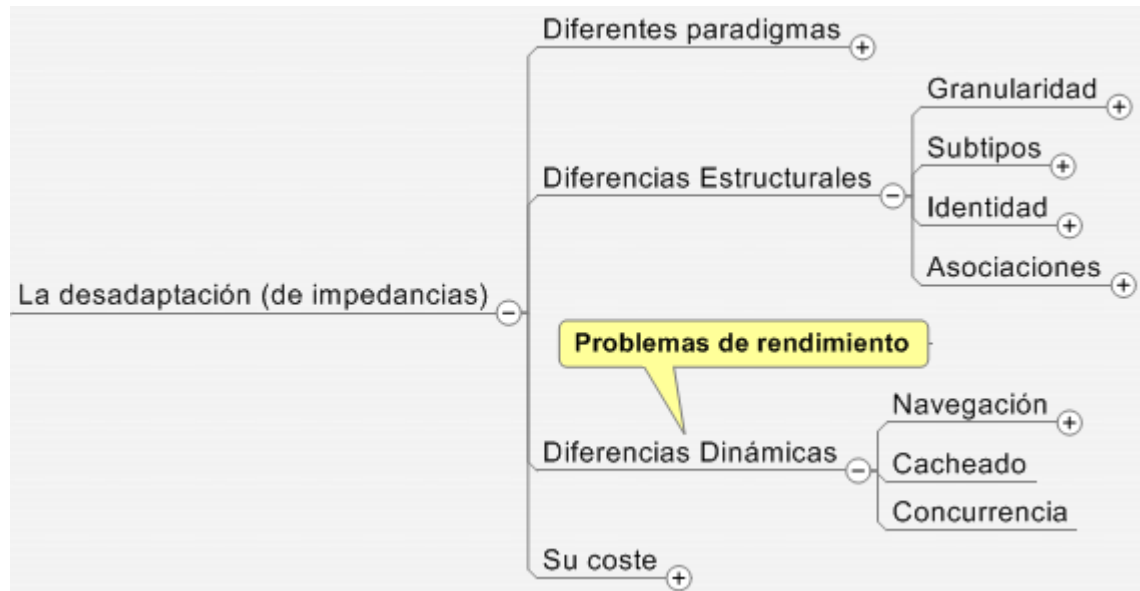 La desadaptación (de impedancias)
Diferentes paradigmas
Diferencias Estructurales
Granularidad
Subtipos
Identidad
Asociaciones
Problemas de rendimiento
Diferencias Dinámicas
Navegación
Cacheado
Concurrencia
Su coste